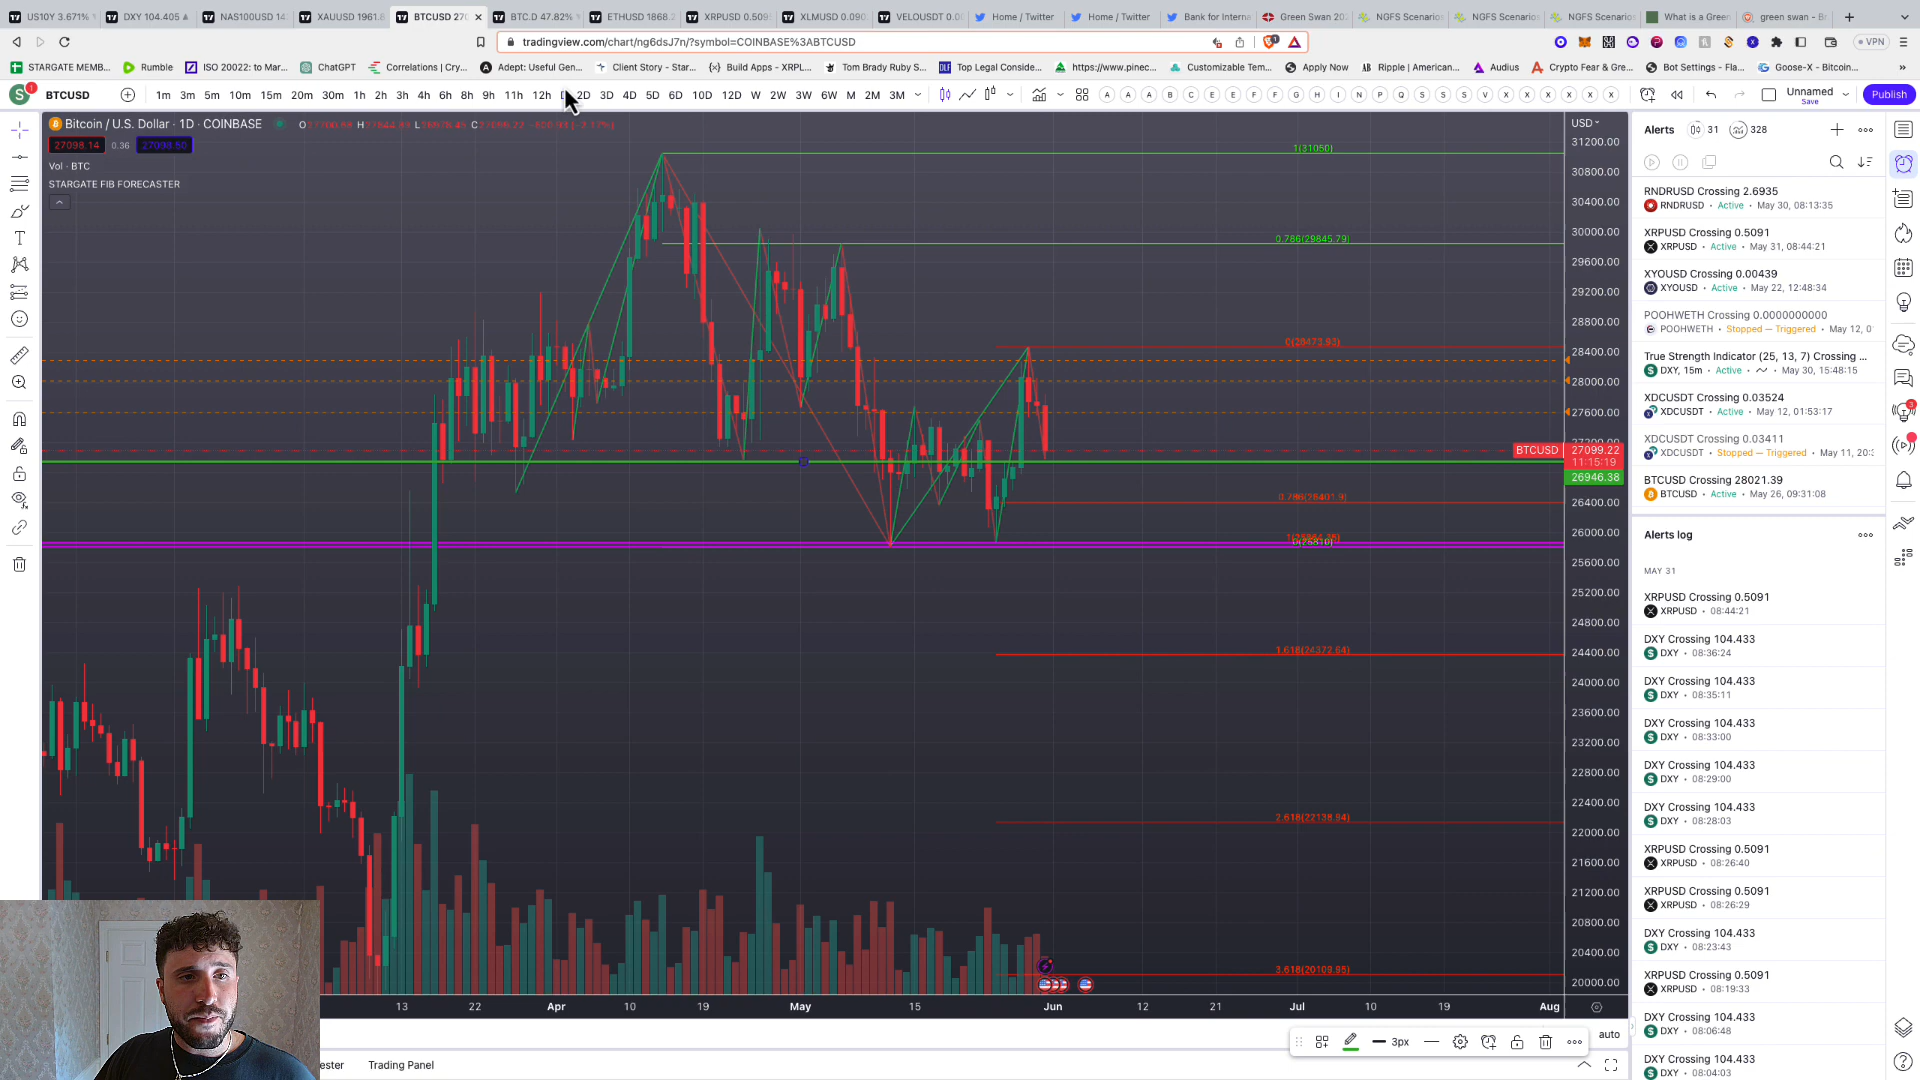 US10Y 3.671%
DXY 104.405
NAS100USD 14
XAUUSD 1961.8
BTCUSD 270
BTC.D 47.82%
ETHUSD 1868.2
XRPUSD 0.509
XLMUSD 0.090
VELOUSDT 0.0
Home / Twitter
Home / Twitter
Bank for Interna
Green Swan 202
NGFS Scenario
NGFS Scenario
NGFS Scenario
What is a Green
green swan - Br
tradingview.com/chart/ng6dsJ7n/?symbol=COINBASE%3ABTCUSD
VPN
STARGATE MEMB...
Rumble
ISO 20022: to Mar...
ChatGPT
Correlations | Cry...
Adept: Useful Gen...
Client Story - Star...
Build Apps - XRPL...
Tom Brady Ruby S...
Top Legal Conside...
https://www.pinec...
Customizable Tem...
Apply Now
Ripple | American...
Audius
Crypto Fear & Gre...
Bot Settings - Fla...
Goose-X - Bitcoin...
BTCUSD
1m 3m 5m 10m 15m 20m 30m 1h 2h 3h 4h 6h 8h 9h 11h 12h 2D 3D 4D 5D 6D 10D 12D W 2W 3W 6W M 2M 3M
A A A B C E E F F G H I N P Q S S V X X X X X
Unnamed
Save
Publish
Bitcoin / U.S. Dollar · 1D · COINBASE
27098.14 0.36 27098.50
Vol · BTC
STARGATE FIB FORECASTER
1(31050)
0.786(29845.79)
0(28473.93)
0.786(26401.9)
0(25810)
1.618(24372.64)
2.618(22138.94)
3.618(20109.95)
USD
31200.00
30800.00
30400.00
30000.00
29600.00
29200.00
28800.00
28400.00
28000.00
27600.00
27200.00
BTCUSD 27099.22
11:15:19
26946.38
26400.00
26000.00
25600.00
25200.00
24800.00
24400.00
24000.00
23600.00
23200.00
22800.00
22400.00
22000.00
21600.00
21200.00
20800.00
20400.00
20000.00
13 22 Apr 10 19 May 15 Jun 12 21 Jul 10 19 Aug
3px
auto
ester
Trading Panel
Alerts 31 328
RNDRUSD Crossing 2.6935
RNDRUSD • Active • May 30, 08:13:35
XRPUSD Crossing 0.5091
XRPUSD • Active • May 31, 08:44:21
XYOUSD Crossing 0.00439
XYOUSD • Active • May 22, 12:48:34
POOHWETH Crossing 0.0000000000
POOHWETH • Stopped — Triggered • May 12, 0
True Strength Indicator (25, 13, 7) Crossing ...
DXY, 15m • Active • May 30, 15:48:15
XDCUSDT Crossing 0.03524
XDCUSDT • Active • May 12, 01:53:17
XDCUSDT Crossing 0.03411
XDCUSDT • Stopped — Triggered • May 11, 20:
BTCUSD Crossing 28021.39
BTCUSD • Active • May 26, 09:31:08
Alerts log
MAY 31
XRPUSD Crossing 0.5091
XRPUSD • 08:44:21
DXY Crossing 104.433
DXY • 08:36:24
DXY Crossing 104.433
DXY • 08:35:11
DXY Crossing 104.433
DXY • 08:33:00
DXY Crossing 104.433
DXY • 08:29:00
DXY Crossing 104.433
DXY • 08:28:03
XRPUSD Crossing 0.5091
XRPUSD • 08:26:40
XRPUSD Crossing 0.5091
XRPUSD • 08:26:29
DXY Crossing 104.433
DXY • 08:23:43
XRPUSD Crossing 0.5091
XRPUSD • 08:19:33
DXY Crossing 104.433
DXY • 08:06:48
DXY Crossing 104.433
DXY • 08:04:03